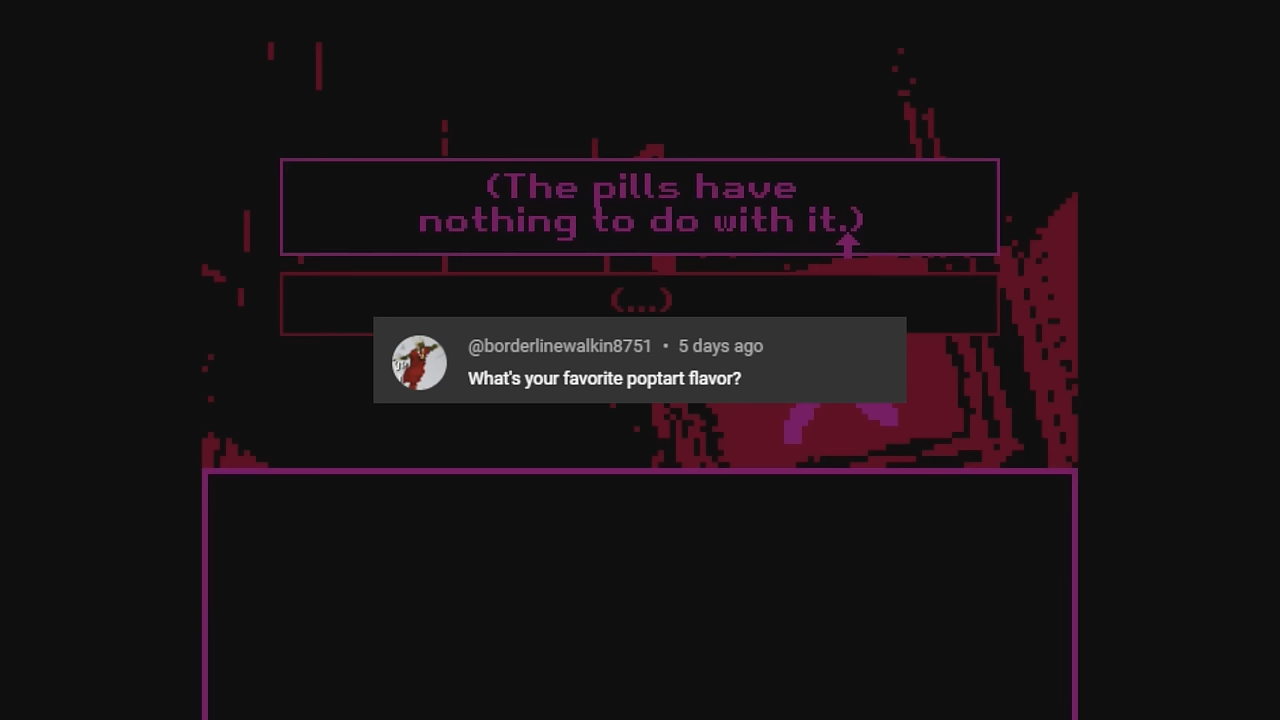 (The pills have
nothing to do with it.)
(...)
@borderlinewalkin8751 • 5 days ago
What's your favorite poptart flavor?